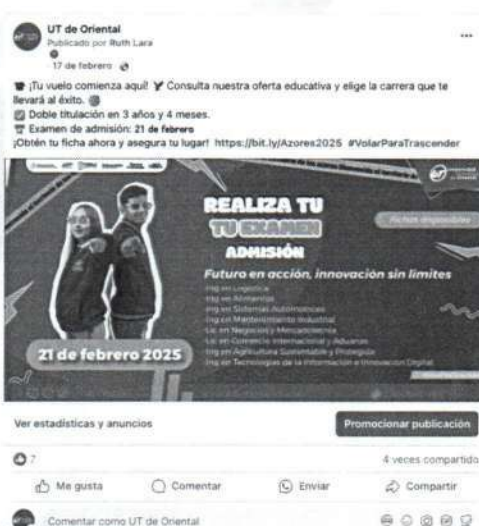 UT de Oriental
Publicado por Ruth Lara
17 de febrero
¡Tu vuelo comienza aquí! Consulta nuestra oferta educativa y elige la carrera que te
llevará al éxito.
Doble titulación en 3 años y 4 meses.
Examen de admisión: 21 de febrero
¡Obtén tu ficha ahora y asegura tu lugar! https://bit.ly/Azores2025 #VolarParaTrascender
REALIZA TU
TU EXAMEN
ADMISIÓN
Fichas disponibles
Futuro en acción, innovación sin límites
-Ing en Logística
-Ing en Alimentos
-Ing en Sistemas Automotrices
-Ing en Mantenimiento Industrial
-Lic en Negocios y Mercadotecnia
-Lic en Comercio Internacional y Aduanas
-Ing en Agricultura Sustentable y Protegida
-Ing en Tecnologías de la Información e Innovación Digital
21 de febrero 2025
Ver estadísticas y anuncios
Promocionar publicación
7
4 veces compartido
Me gusta Comentar Enviar Compartir
Comentar como UT de Oriental